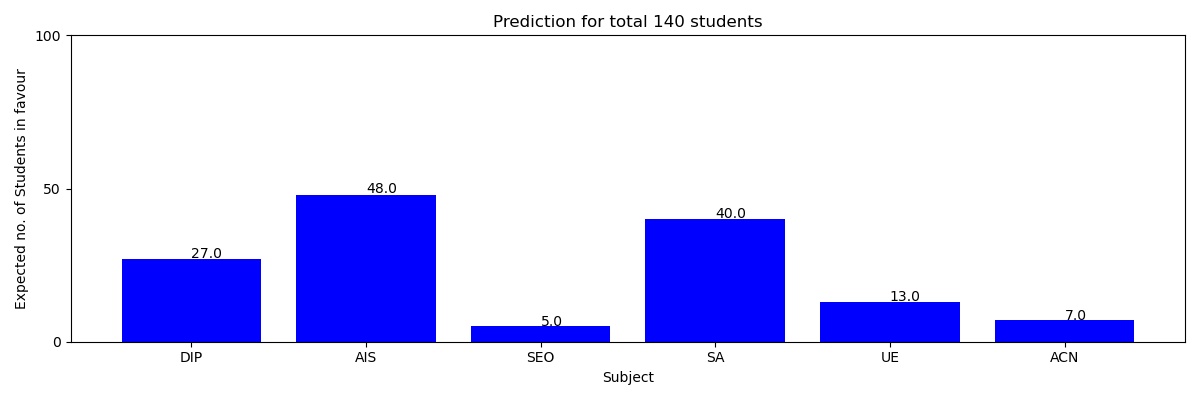 Prediction for total 140 students
Expected no. of Students in favour
100
50
0
27.0
48.0
5.0
40.0
13.0
7.0
DIP
AIS
SEO
SA
UE
ACN
Subject